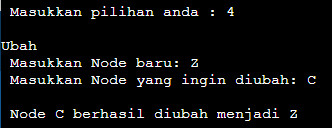 Masukkan pilihan anda : 4
Ubah
Masukkan Node baru: Z
Masukkan Node yang ingin diubah: C
Node C berhasil diubah menjadi Z